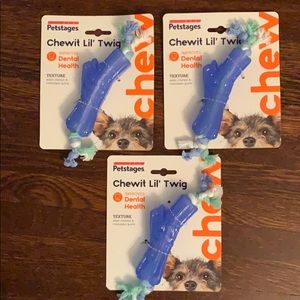 Petstages
Chewit Lil' Twig
Dental
Health
TEXTURE
chew
Petstages
Chewit Lil' Twig
Dental
Health
TEXTURE
chew
Petstages
Chewit Lil' Twig
Dental
Health
TEXTURE
chew